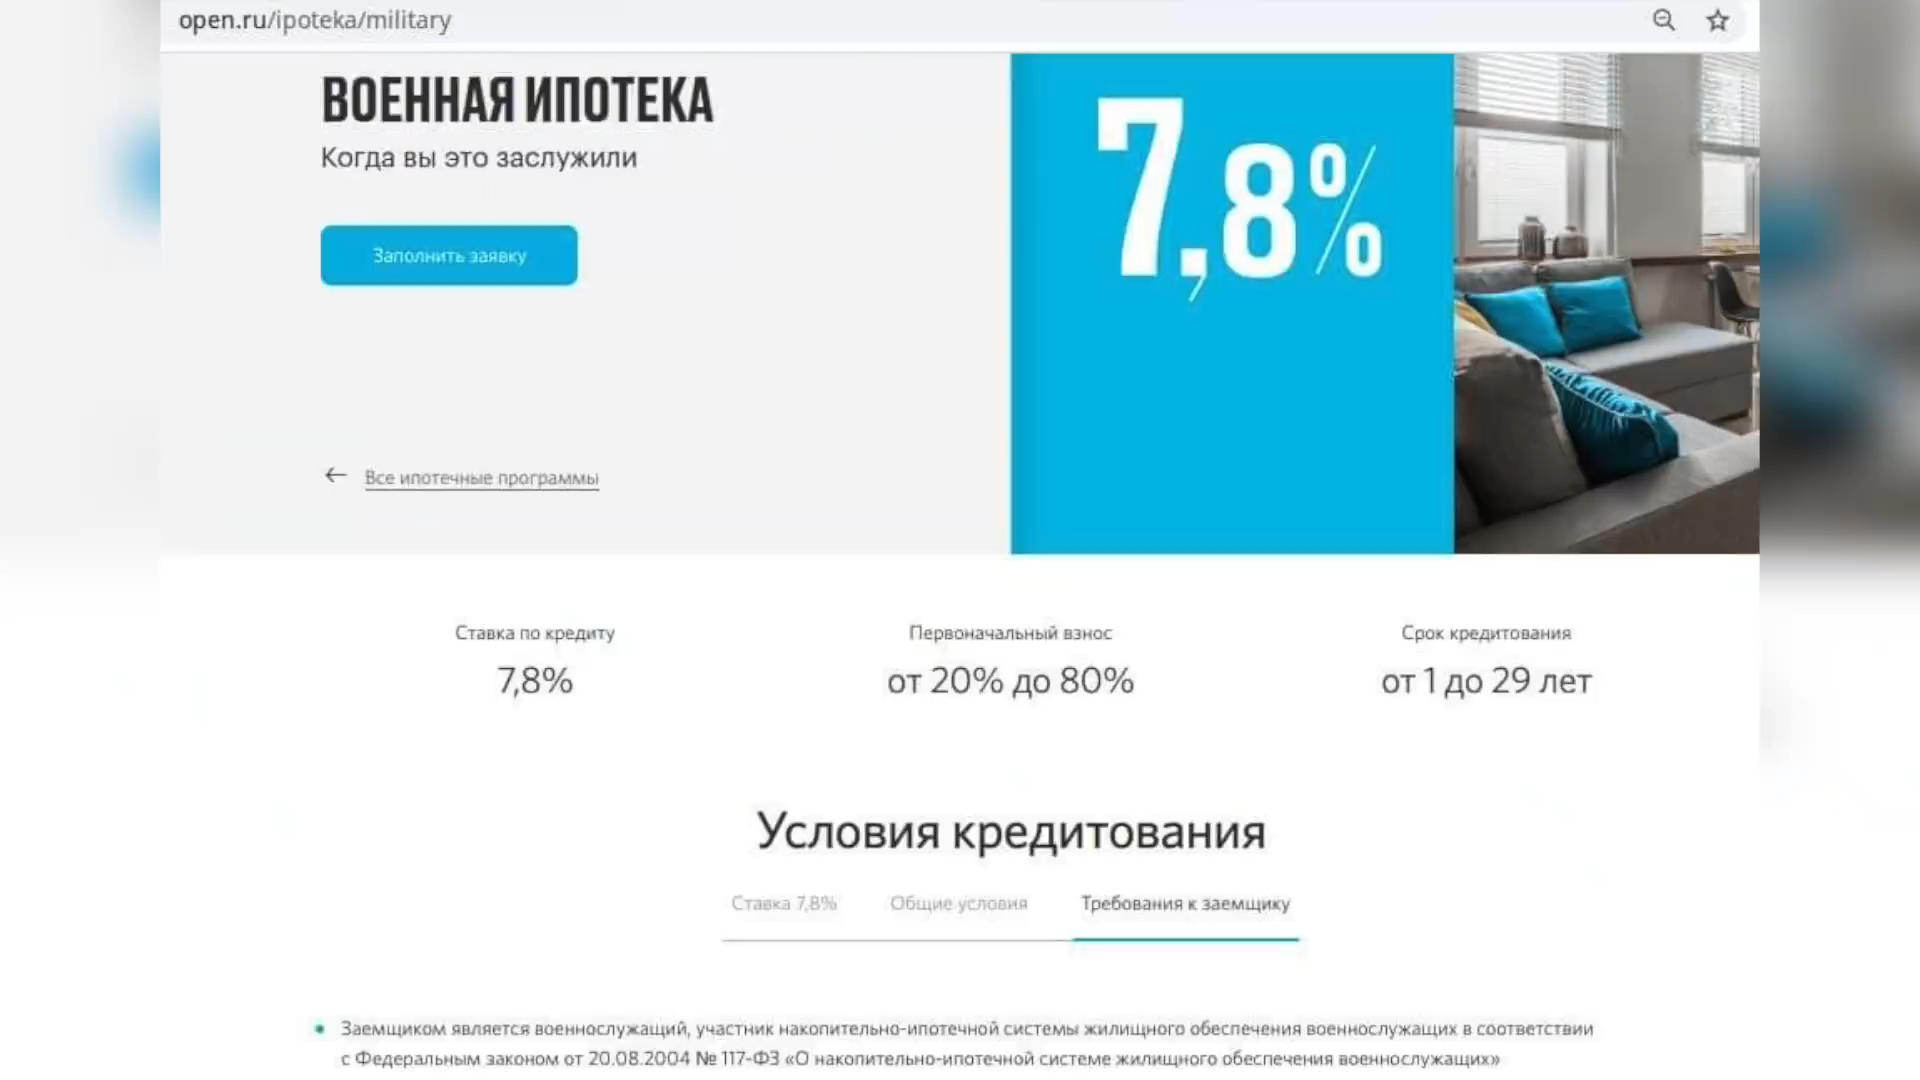 open.ru/ipoteka/military
ВОЕННАЯ ИПОТЕКА
Когда вы это заслужили
Заполнить заявку
← Все ипотечные программы
7,8%
Ставка по кредиту
7,8%
Первоначальный взнос
от 20% до 80%
Срок кредитования
от 1 до 29 лет
Условия кредитования
Ставка 7,8%
Общие условия
Требования к заемщику
• Заемщиком является военнослужащий, участник накопительно-ипотечной системы жилищного обеспечения военнослужащих в соответствии
с Федеральным законом от 20.08.2004 № 117-ФЗ «О накопительно-ипотечной системе жилищного обеспечения военнослужащих»